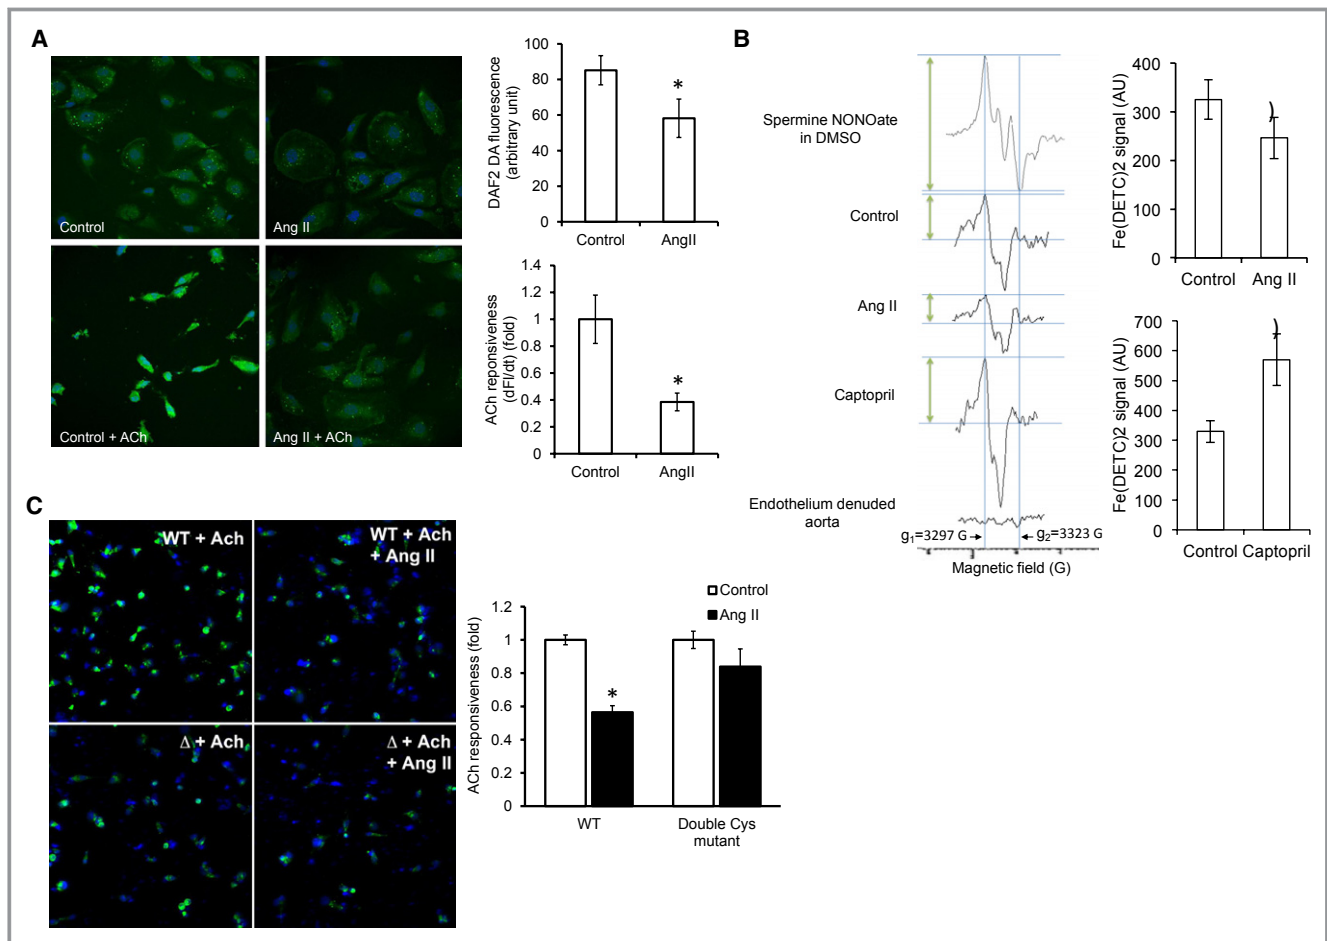 A
Control
Ang II
Control + ACh
Ang II + ACh
DAF2 DA fluorescence
(arbitrary unit)
100
80
60
40
20
0
*
Control
AngII
ACh reponsiveness
(dFl/dt) (fold)
1.4
1.2
1
0.8
0.6
0.4
0.2
0
*
Control
AngII
B
Spermine NONOate
in DMSO
Control
Ang II
Captopril
Endothelium denuded
aorta
g1=3297 G
g2=3323 G
Magnetic field (G)
Fe(DETC)2 signal (AU)
400
300
200
100
0
)
Control
Ang II
Fe(DETC)2 signal (AU)
700
600
500
400
300
200
100
0
)
Control
Captopril
C
WT + Ach
WT + Ach
+ Ang II
Δ + Ach
Δ + Ach
+ Ang II
Control
Ang II
ACh responsiveness (fold)
1.2
1
0.8
0.6
0.4
0.2
0
*
WT
Double Cys
mutant